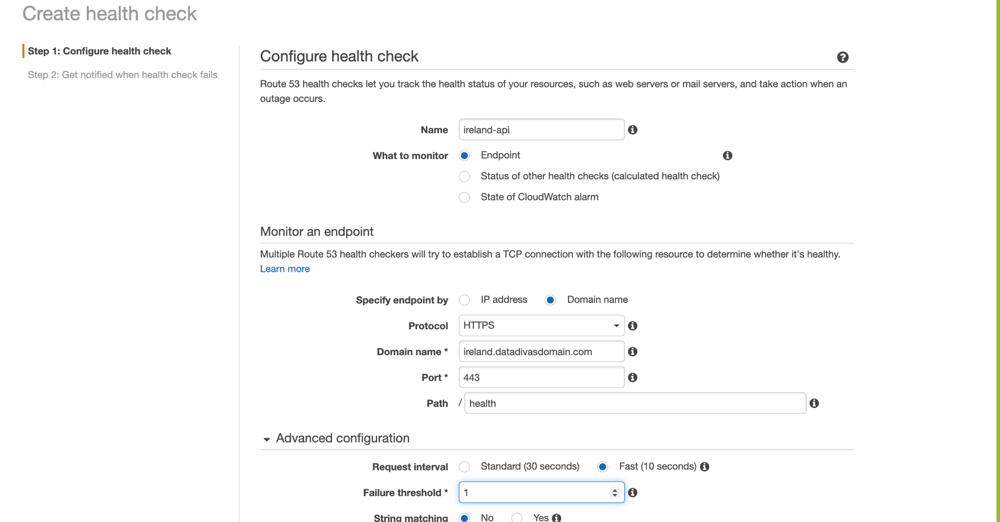 Create health check
Step 1: Configure health check
Step 2: Get notified when health check fails
Configure health check
Route 53 health checks let you track the health status of your resources, such as web servers or mail servers, and take action when an
outage occurs.
Name ireland-api
What to monitor Endpoint
Status of other health checks (calculated health check)
State of CloudWatch alarm
Monitor an endpoint
Multiple Route 53 health checkers will try to establish a TCP connection with the following resource to determine whether it's healthy.
Learn more
Specify endpoint by IP address Domain name
Protocol HTTPS
Domain name * ireland.datadivasdomain.com
Port * 443
Path / health
Advanced configuration
Request interval Standard (30 seconds) Fast (10 seconds)
Failure threshold * 1
String matching No Yes